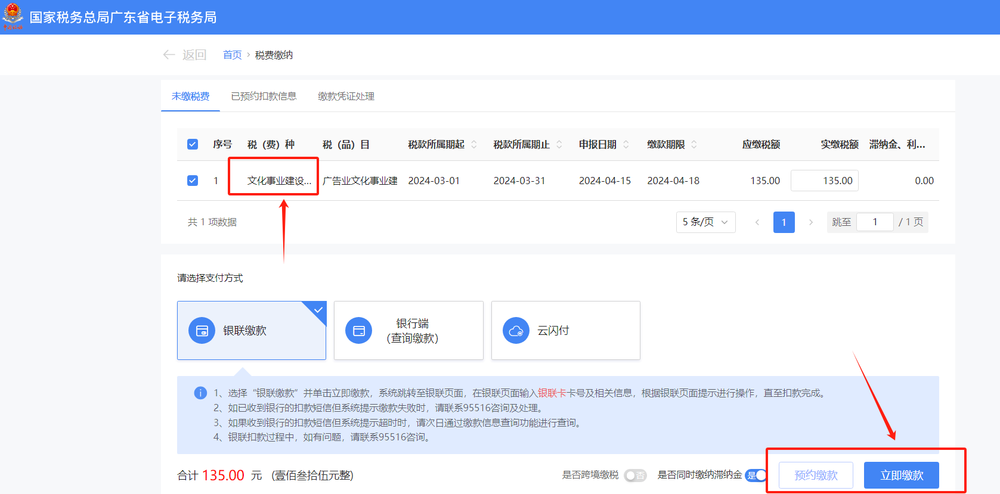 国家税务总局广东省电子税务局
返回 首页 › 税费缴纳
未缴税费 已预约扣款信息 缴款凭证处理
序号 税（费）种 税（品）目 税款所属期起 税款所属期止 申报日期 缴款期限 应缴税额 实缴税额 滞纳金、利...
1 文化事业建设... 广告业文化事业建 2024-03-01 2024-03-31 2024-04-15 2024-04-18 135.00 135.00 0.00
共 1 项数据 5 条/页 1 跳至 1 / 1 页
请选择支付方式
银联缴款
银行端
(查询缴款)
云闪付
1、选择“银联缴款”并单击立即缴款，系统跳转至银联页面，在银联页面输入银联卡卡号及相关信息，根据银联页面提示进行操作，直至扣款完成。
2、如已收到银行的扣款短信但系统提示缴款失败时，请联系95516咨询及处理。
3、如果收到银行的扣款短信但系统提示超时时，请次日通过缴款信息查询功能进行查询。
4、银联扣款过程中，如有问题，请联系95516咨询。
合计 135.00 元 (壹佰叁拾伍元整) 是否跨境缴税 否 是否同时缴纳滞纳金 是 预约缴款 立即缴款